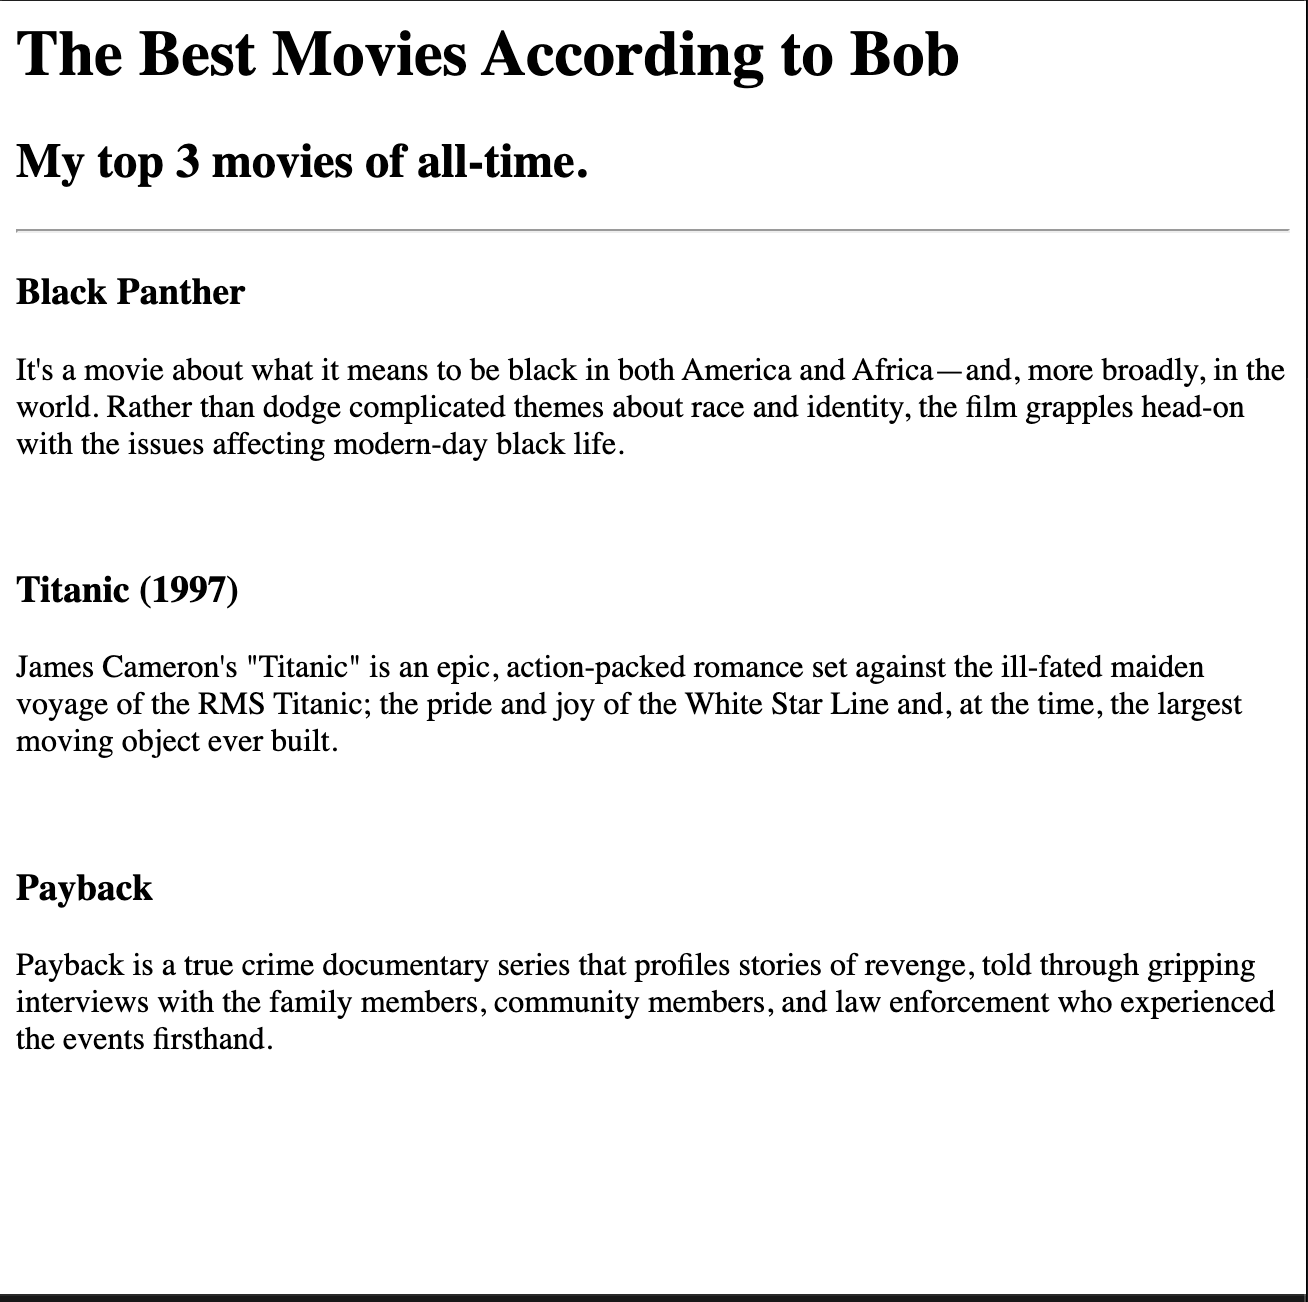 The Best Movies According to Bob
My top 3 movies of all-time.
Black Panther
It's a movie about what it means to be black in both America and Africa—and, more broadly, in the
world. Rather than dodge complicated themes about race and identity, the film grapples head-on
with the issues affecting modern-day black life.
Titanic (1997)
James Cameron's "Titanic" is an epic, action-packed romance set against the ill-fated maiden
voyage of the RMS Titanic; the pride and joy of the White Star Line and, at the time, the largest
moving object ever built.
Payback
Payback is a true crime documentary series that profiles stories of revenge, told through gripping
interviews with the family members, community members, and law enforcement who experienced
the events firsthand.